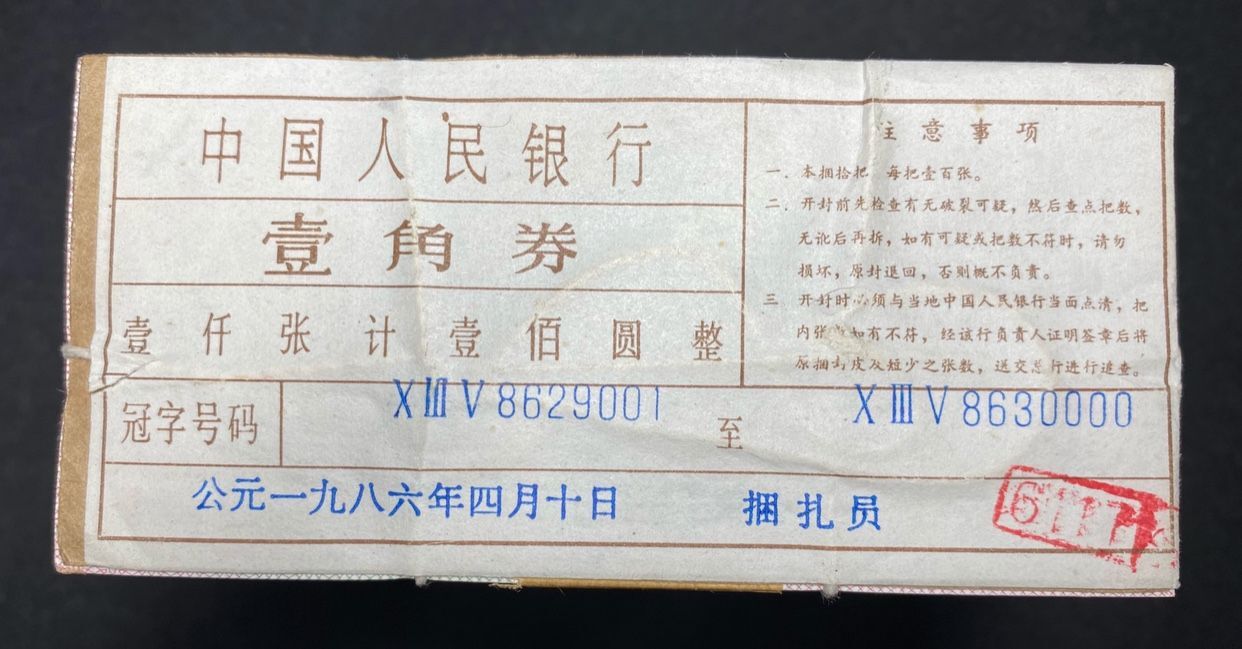 中国人民银行
壹角券
壹仟张计壹佰圆整
注意事项
一. 本捆拾把 每把壹百张。
二. 开封前先检查有无破裂可疑，然后查点把数，
无讹后再拆，如有可疑或把数不符时，请勿
损坏，原封退回，否则概不负责。
三 开封时必须与当地中国人民银行当面点清，把
内张数如有不符，经该行负责人证明签章后将
原捆封皮及短少之张数，送交总行进行追查。
冠字号码 XIIIV8629001 至 XIIIV8630000
公元一九八六年四月十日 捆扎员